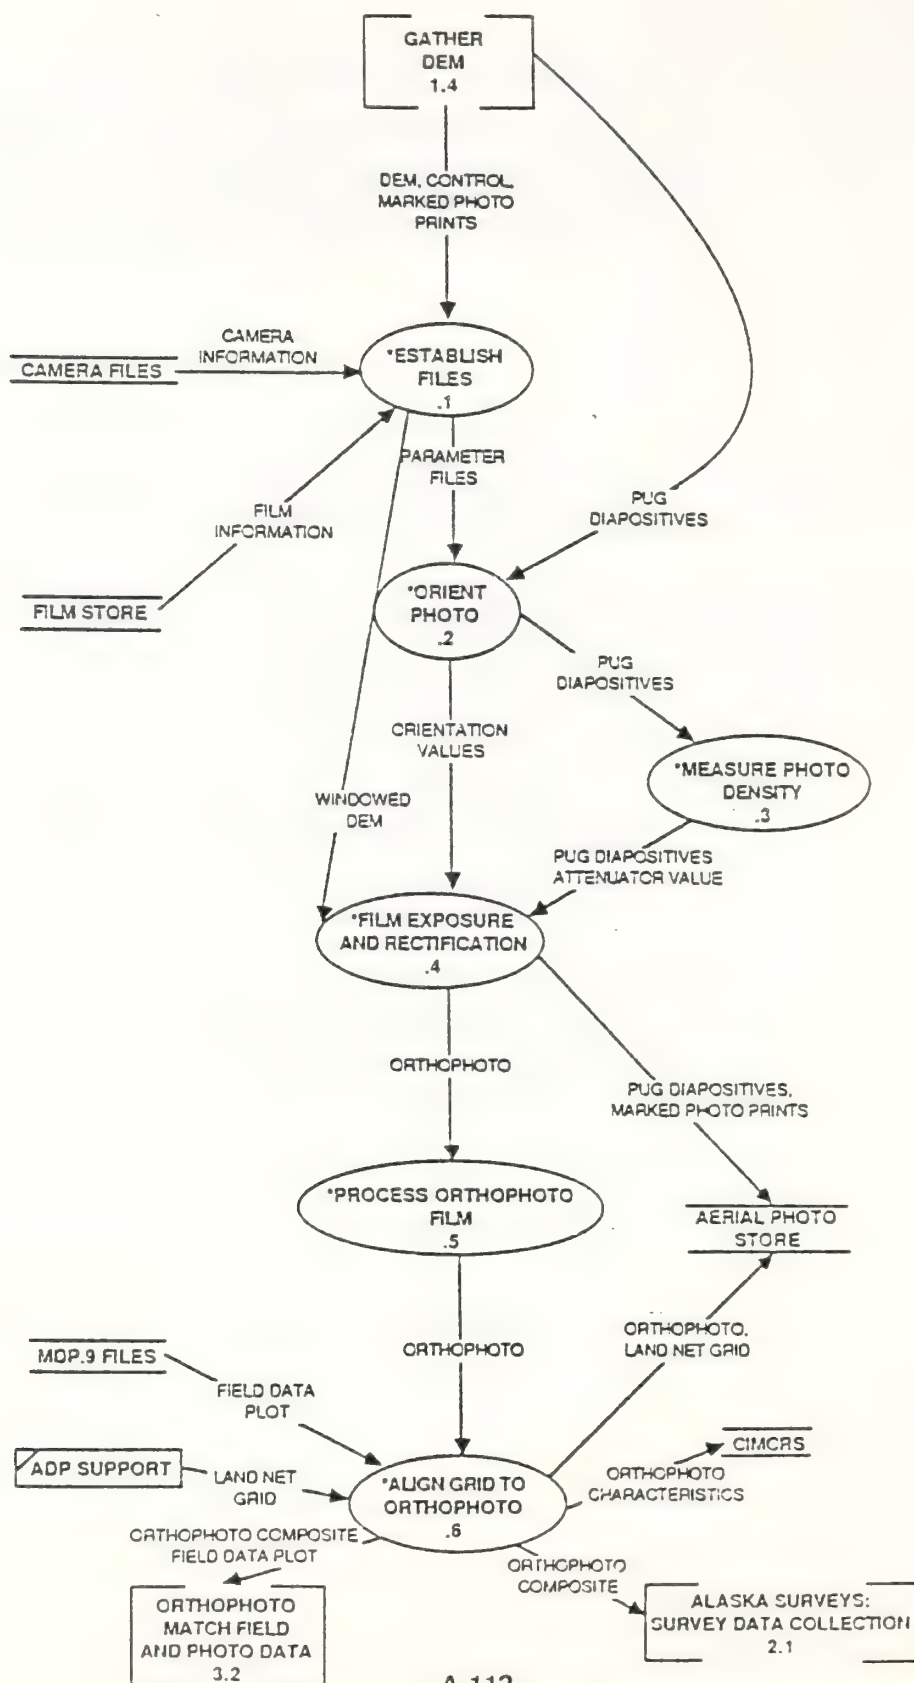 GATHER
DEM
1.4
DEM, CONTROL,
MARKED PHOTO
PRINTS
CAMERA
INFORMATION
CAMERA FILES
*ESTABLISH
FILES
.1
PARAMETER
FILES
FILM
INFORMATION
PUG
DIAPOSITIVES
FILM STORE
*ORIENT
PHOTO
.2
PUG
DIAPOSITIVES
ORIENTATION
VALUES
*MEASURE PHOTO
DENSITY
.3
WINDOWED
DEM
PUG DIAPOSITIVES
ATTENUATOR VALUE
*FILM EXPOSURE
AND RECTIFICATION
.4
ORTHOPHOTO
PUG DIAPOSITIVES,
MARKED PHOTO PRINTS
*PROCESS ORTHOPHOTO
FILM
.5
AERIAL PHOTO
STORE
MDP.9 FILES
ORTHOPHOTO
ORTHOPHOTO,
LAND NET GRID
FIELD DATA
PLOT
ADP SUPPORT
LAND NET
GRID
*ALIGN GRID TO
ORTHOPHOTO
.6
CIMCRS
ORTHOPHOTO
CHARACTERISTICS
ORTHOPHOTO COMPOSITE
FIELD DATA PLOT
ORTHOPHOTO
COMPOSITE
ORTHOPHOTO
MATCH FIELD
AND PHOTO DATA
3.2
ALASKA SURVEYS:
SURVEY DATA COLLECTION
2.1